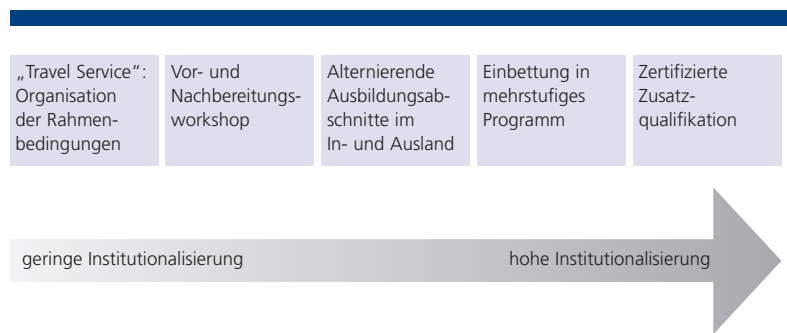 „Travel Service“:
Organisation
der Rahmen-
bedingungen
Vor- und
Nachbereitungs-
workshop
Alternierende
Ausbildungsab-
schnitte im
In- und Ausland
Einbettung in
mehrstufiges
Programm
Zertifizierte
Zusatz-
qualifikation
geringe Institutionalisierung
hohe Institutionalisierung